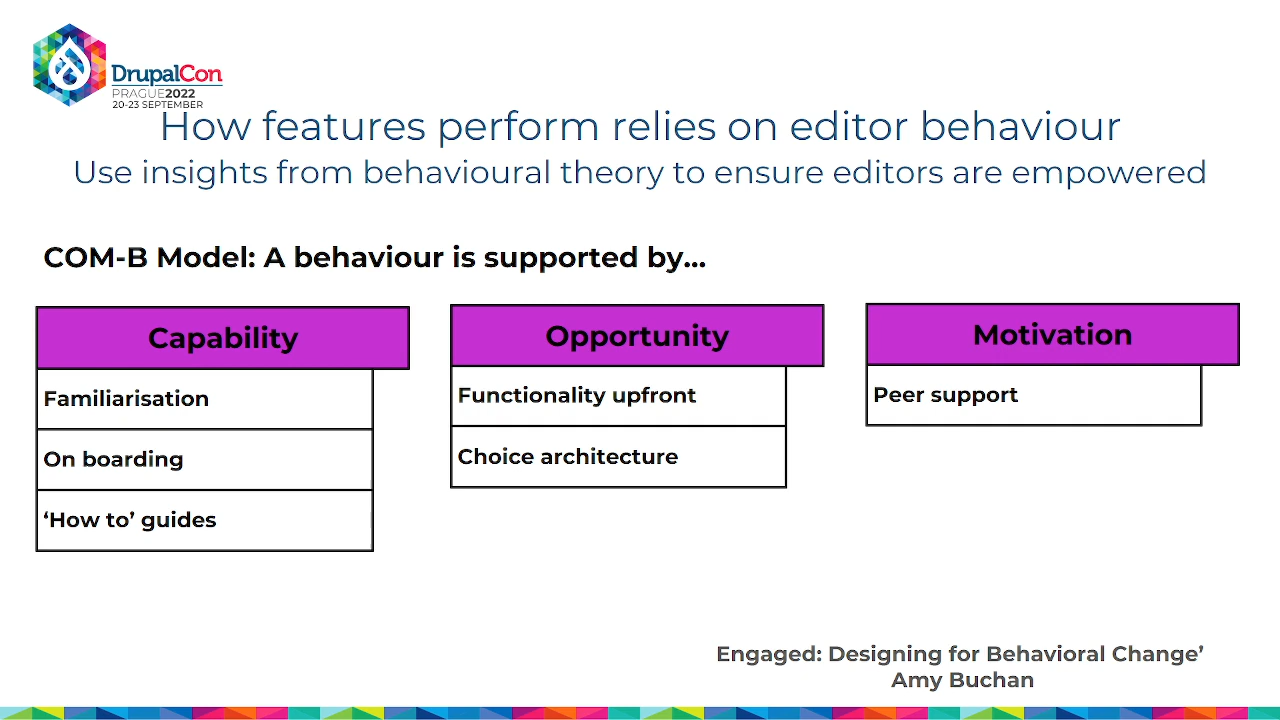 DrupalCon
PRAGUE2022
20-23 SEPTEMBER
How features perform relies on editor behaviour
Use insights from behavioural theory to ensure editors are empowered
COM-B Model: A behaviour is supported by...
Capability
Familiarisation
On boarding
‘How to’ guides
Opportunity
Functionality upfront
Choice architecture
Motivation
Peer support
Engaged: Designing for Behavioral Change’
Amy Buchan